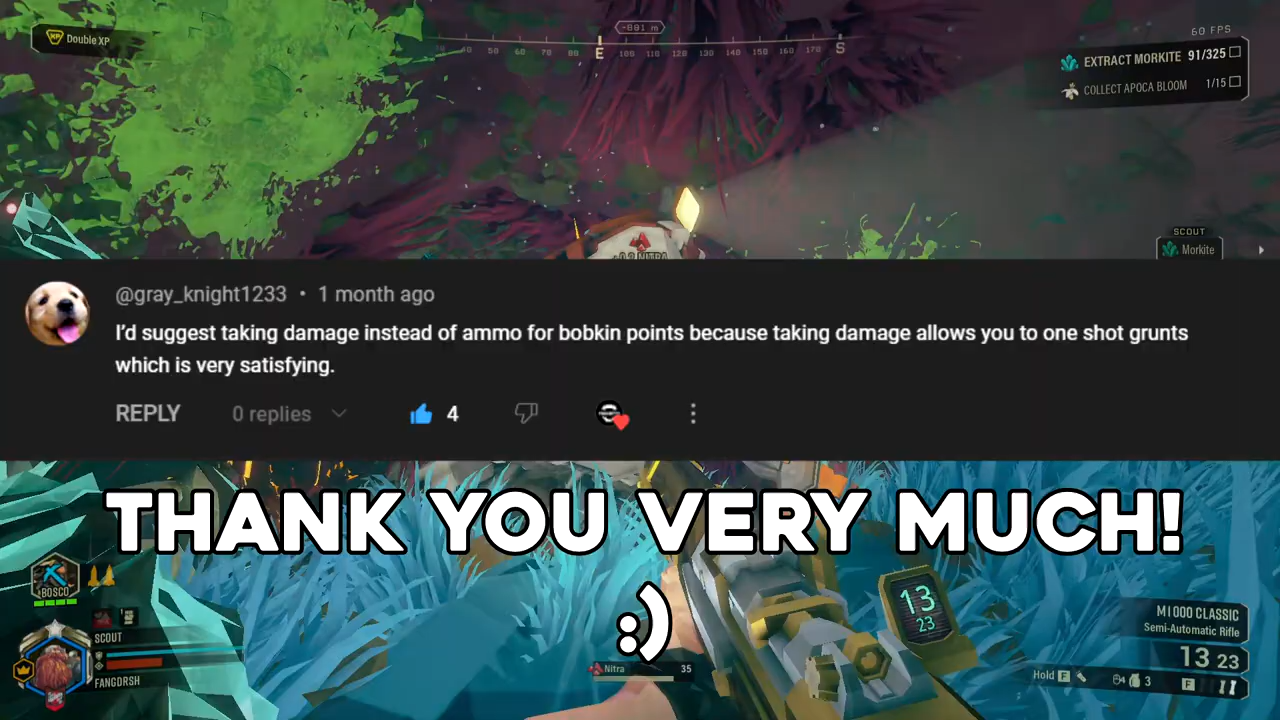 Double XP
-891 m
40 50 60 70 80 E 100 110 120 130 140 150 160 170 S
60 FPS
EXTRACT MORKITE 91/325
COLLECT APOCA BLOOM 1/15
SCOUT
Morkite
@gray_knight1233 • 1 month ago
I'd suggest taking damage instead of ammo for bobkin points because taking damage allows you to one shot grunts
which is very satisfying.
REPLY 0 replies 4
THANK YOU VERY MUCH!
:)
BOSCO
SCOUT
FANGDRSH
Nitra 35
13
23
M1000 CLASSIC
Semi-Automatic Rifle
13 23
Hold F 4 3 F